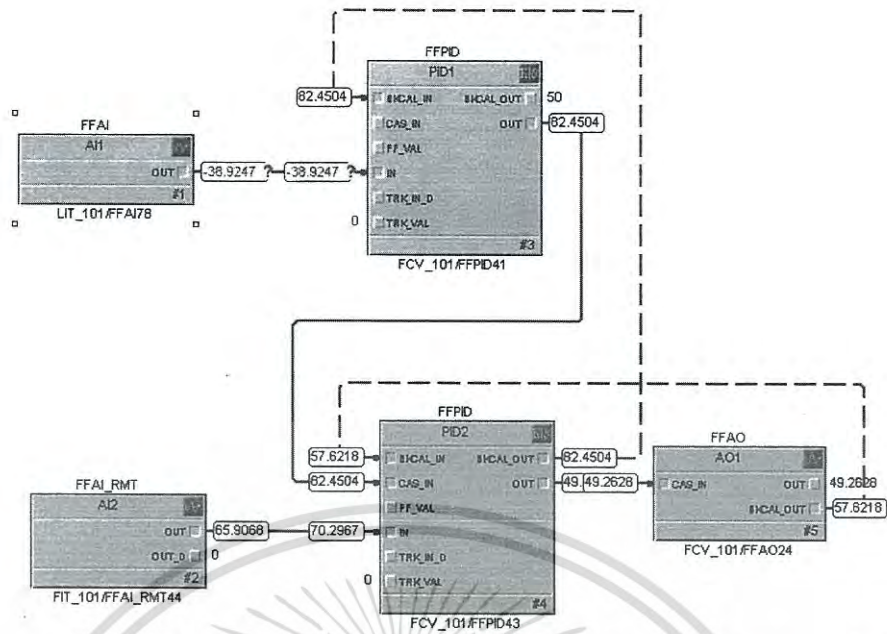 FFPID
PID1
82.4504
BKCAL_IN
BKCAL_OUT
50
CAS_IN
OUT
82.4504
FF_VAL
IN
TRK_IN_D
0
TRK_VAL
#3
FCV_101/FFPID41
FFAI
AI1
OUT
-38.9247 ?
-38.9247 ?
#1
LIT_101/FFAI78
FFPID
PID2
57.6218
BKCAL_IN
BKCAL_OUT
82.4504
82.4504
CAS_IN
OUT
49.
49.2628
FF_VAL
IN
TRK_IN_D
0
TRK_VAL
#4
FCV_101/FFPID43
FFAI_RMT
AI2
OUT
65.9068
70.2967
OUT_D
0
#2
FIT_101/FFAI_RMT44
FFAO
AO1
CAS_IN
OUT
49.2628
BKCAL_OUT
57.6218
#5
FCV_101/FFAO24